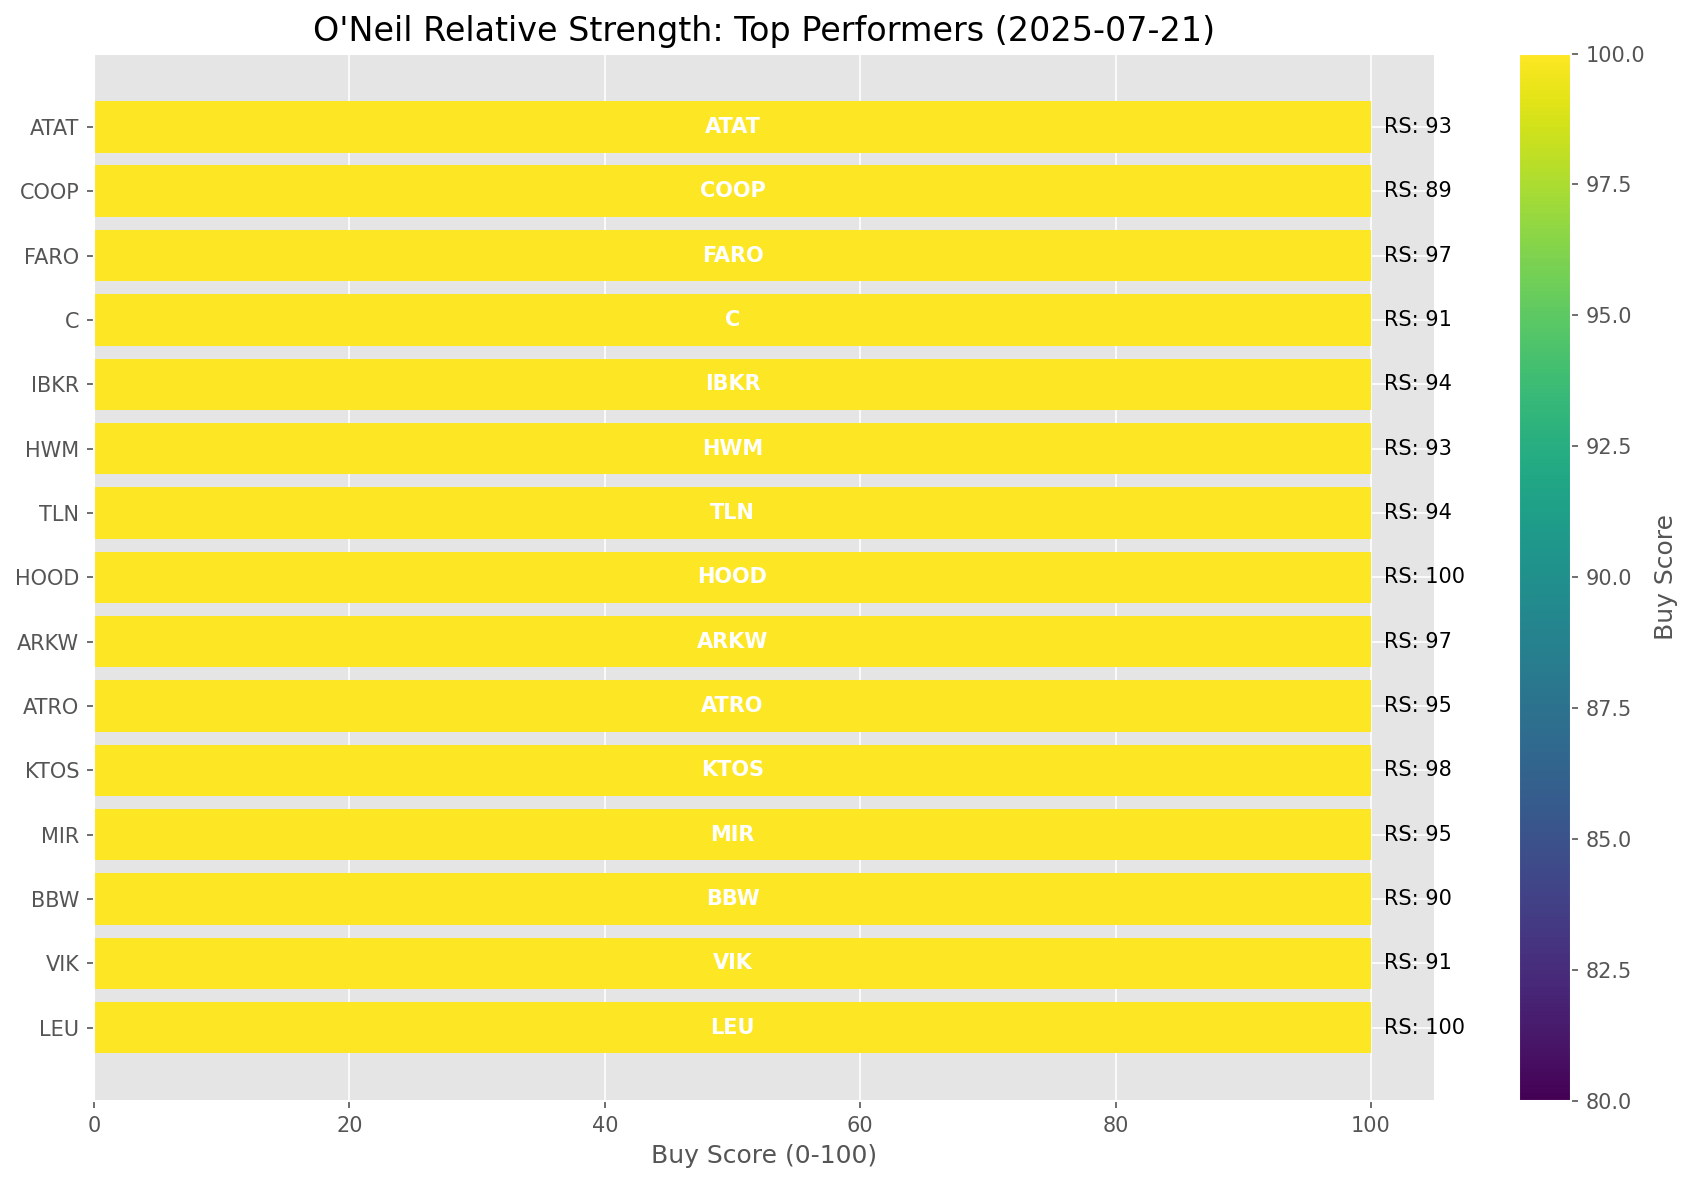 O'Neil Relative Strength: Top Performers (2025-07-21)
ATAT ATAT RS: 93
COOP COOP RS: 89
FARO FARO RS: 97
C C RS: 91
IBKR IBKR RS: 94
HWM HWM RS: 93
TLN TLN RS: 94
HOOD HOOD RS: 100
ARKW ARKW RS: 97
ATRO ATRO RS: 95
KTOS KTOS RS: 98
MIR MIR RS: 95
BBW BBW RS: 90
VIK VIK RS: 91
LEU LEU RS: 100
0 20 40 60 80 100
Buy Score (0-100)
100.0
97.5
95.0
92.5
90.0
87.5
85.0
82.5
80.0
Buy Score